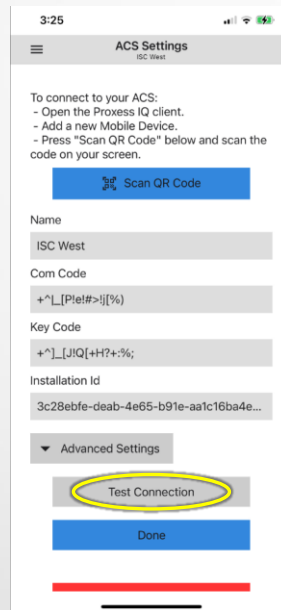 3:25
ACS Settings
ISC West
To connect to your ACS:
- Open the Proxess IQ client.
- Add a new Mobile Device.
- Press "Scan QR Code" below and scan the
code on your screen.
Scan QR Code
Name
ISC West
Com Code
+^|_[P!e!#>!j[%)
Key Code
+^]_[J!Q[+H?+:%;
Installation Id
3c28ebfe-deab-4e65-b91e-aa1c16ba4e...
Advanced Settings
Test Connection
Done